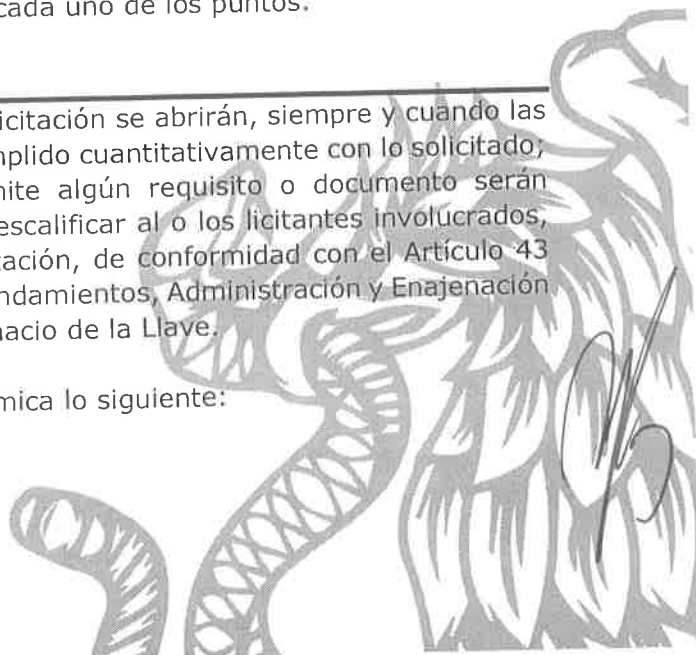 cada uno de los puntos.
icitación se abrirán, siempre y cuando las
nplido cuantitativamente con lo solicitado;
nite algún requisito o documento serán
escalificar al o los licitantes involucrados,
tación, de conformidad con el Artículo 43
ndamientos, Administración y Enajenación
nacio de la Llave.
mica lo siguiente: